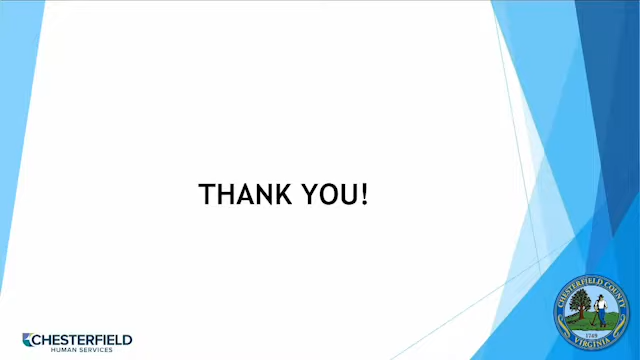 THANK YOU!
CHESTERFIELD
HUMAN SERVICES
CHESTERFIELD COUNTY
1749
VIRGINIA